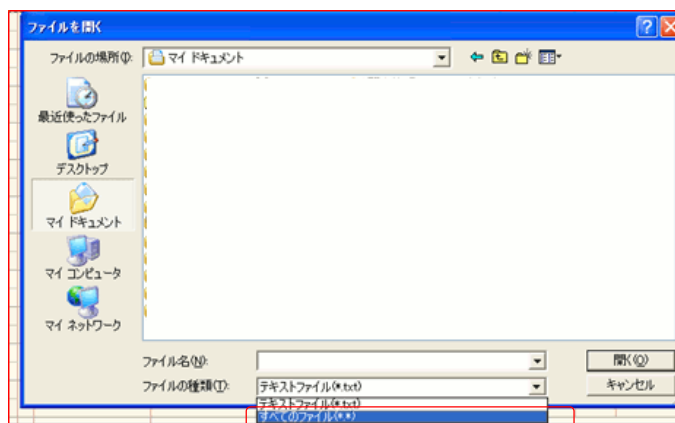 ファイルを開く
ファイルの場所(I):
マイ ドキュメント
最近使ったファイル
デスクトップ
マイ ドキュメント
マイ コンピュータ
マイ ネットワーク
ファイル名(N):
開く(O)
ファイルの種類(T):
テキストファイル(*.txt)
キャンセル
テキストファイル(*.txt)
すべてのファイル(*.*)